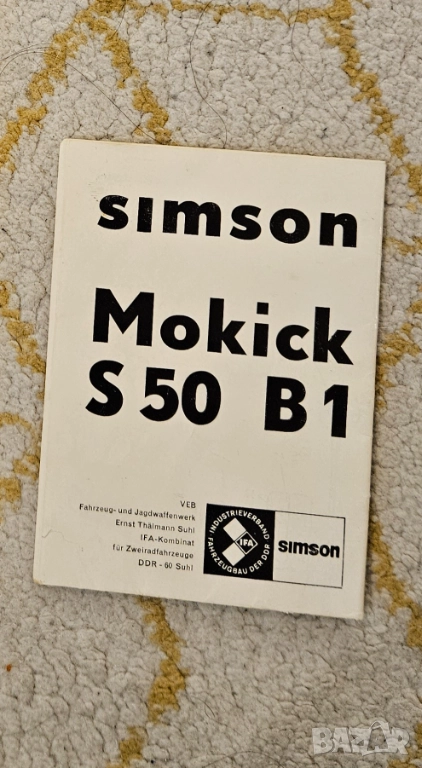 simson
Mokick
S 50 B 1
VEB
Fahrzeug- und Jagdwaffenwerk
Ernst Thälmann Suhl
IFA-Kombinat
für Zweiradfahrzeuge
DDR - 60 Suhl
INDUSTRIEVERBAND
FAHRZEUGBAU DER DDR
IFA
simson
BAZAR